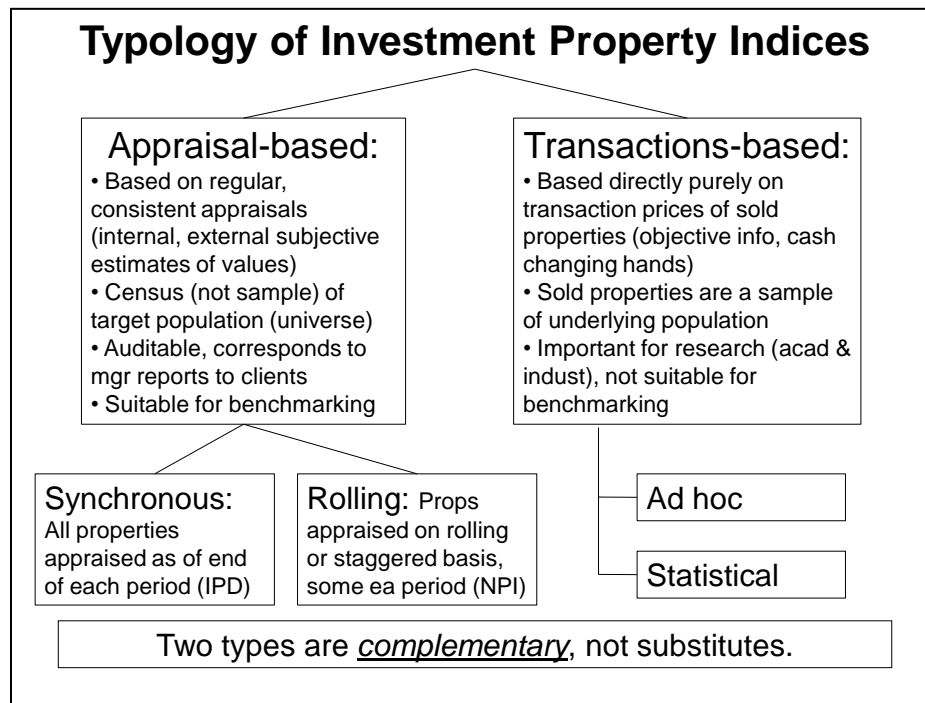 Typology of Investment Property Indices
Appraisal-based:
• Based on regular,
consistent appraisals
(internal, external subjective
estimates of values)
• Census (not sample) of
target population (universe)
• Auditable, corresponds to
mgr reports to clients
• Suitable for benchmarking
Transactions-based:
• Based directly purely on
transaction prices of sold
properties (objective info, cash
changing hands)
• Sold properties are a sample
of underlying population
• Important for research (acad &
indust), not suitable for
benchmarking
Synchronous:
All properties
appraised as of end
of each period (IPD)
Rolling: Props
appraised on rolling
or staggered basis,
some ea period (NPI)
Ad hoc
Statistical
Two types are complementary, not substitutes.